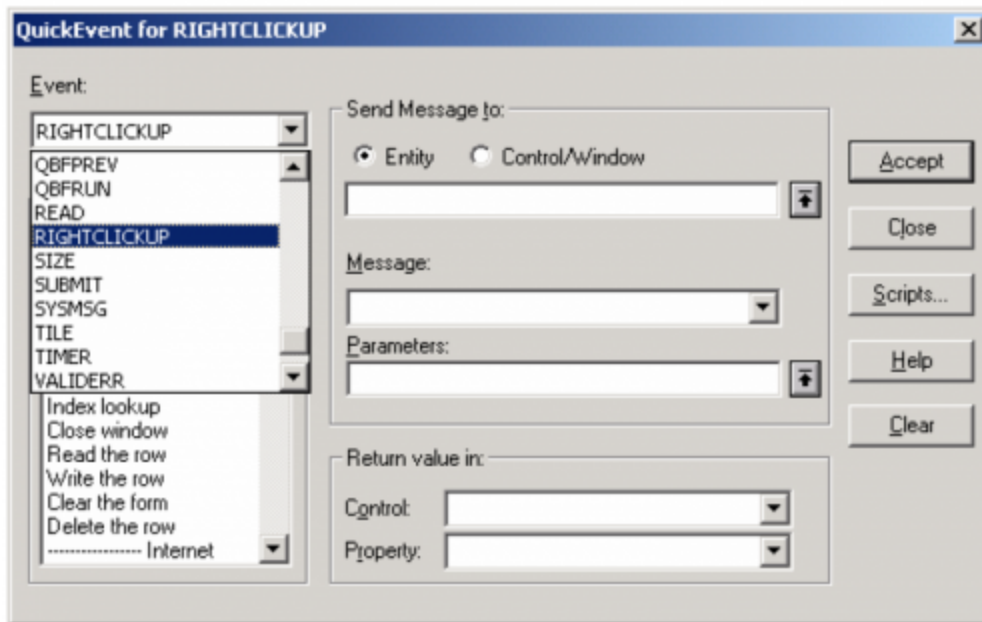 QuickEvent for RIGHTCLICKUP
Event:
RIGHTCLICKUP
QBFPREV
QBFRUN
READ
RIGHTCLICKUP
SIZE
SUBMIT
SYSMSG
TILE
TIMER
VALIDERR
Index lookup
Close window
Read the row
Write the row
Clear the form
Delete the row
------------------ Internet
Send Message to:
Entity
Control/Window
Message:
Parameters:
Return value in:
Control:
Property:
Accept
Close
Scripts...
Help
Clear